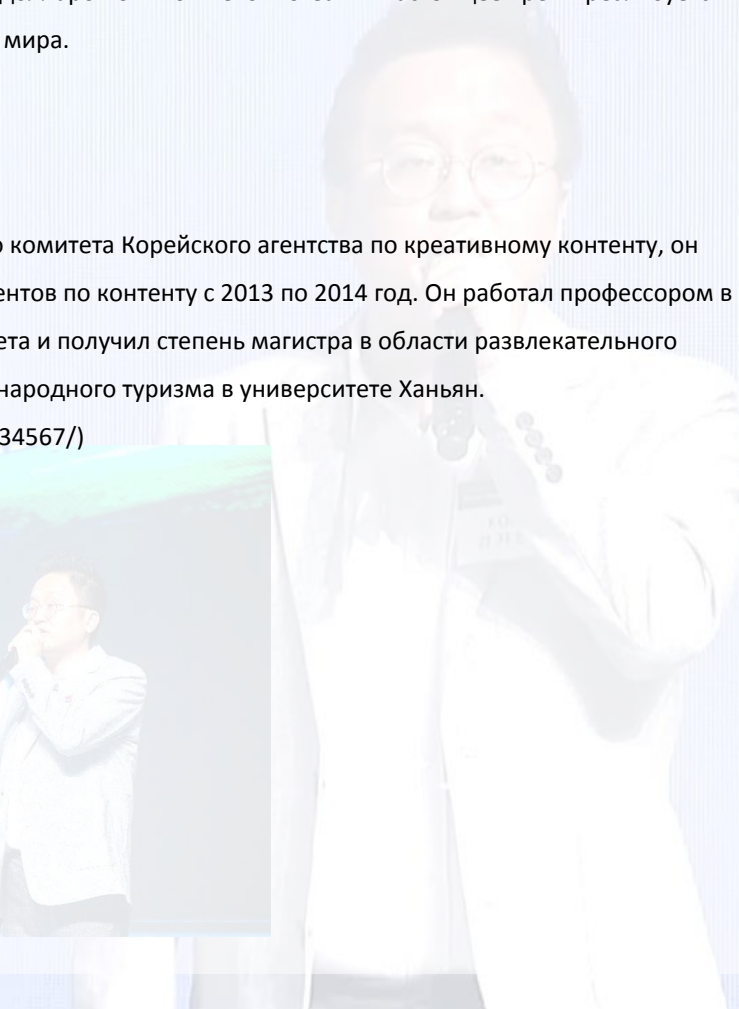 мира.
комитета Корейского агентства по креативному контенту, он
ентов по контенту с 2013 по 2014 год. Он работал профессором в
ета и получил степень магистра в области развлекательного
народного туризма в университете Ханьян.
34567/)